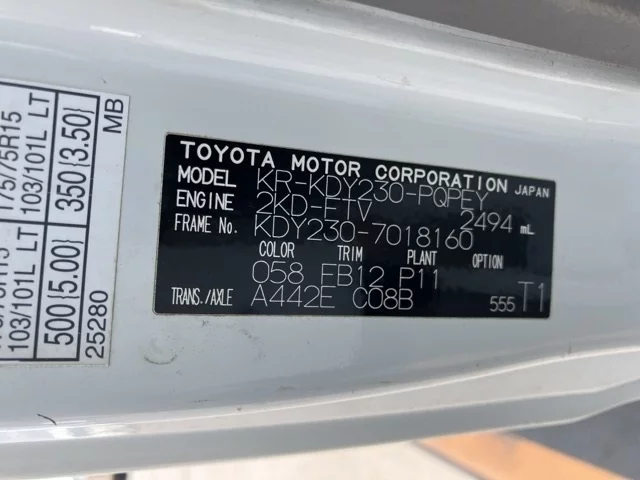 TOYOTA MOTOR CORPORATION JAPAN
MODEL KR-KDY230-PQPEY
ENGINE 2KD-FTV 2494 mL
FRAME NO. KDY230-7018160
COLOR TRIM PLANT OPTION
058 FB12 P11
TRANS./AXLE A442E C08B 555 T1
175/75R15
103/101L LT
350{3.50}
MB
103/101L LT
500{5.00}
25280